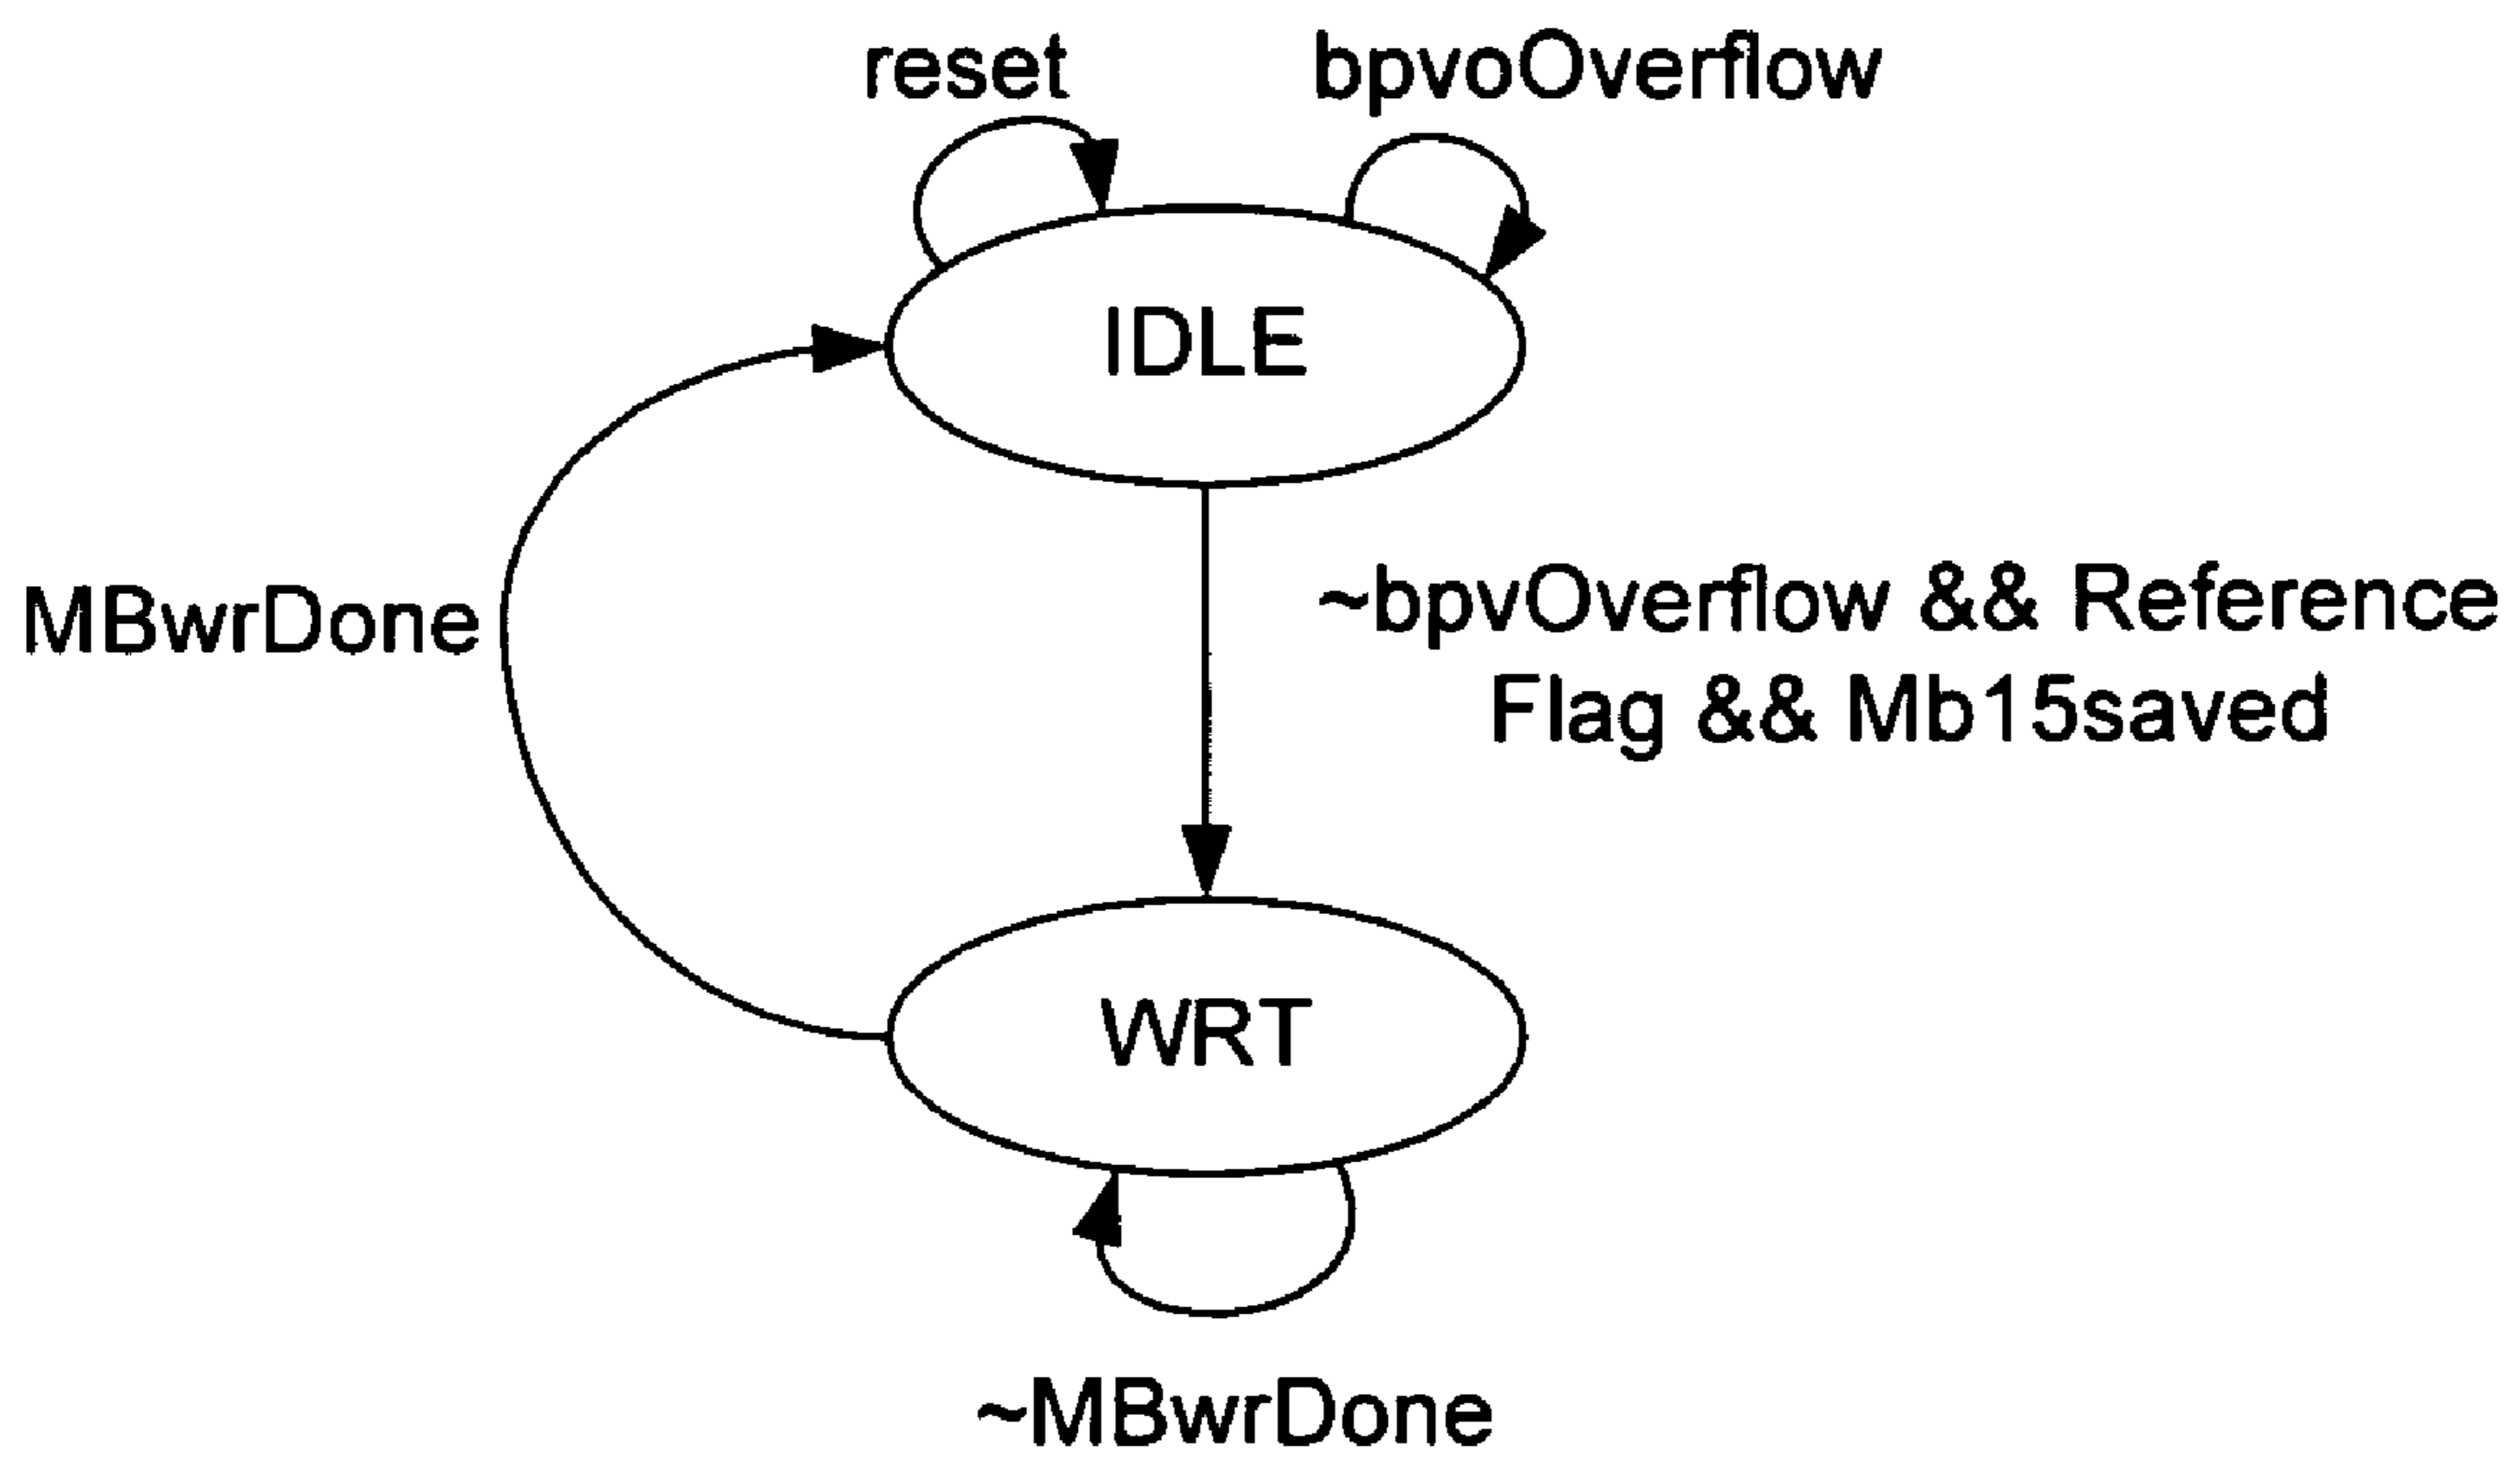 reset
bpvoOverflow
IDLE
MBwrDone
~bpvOverflow && Reference
Flag && Mb15saved
WRT
~MBwrDone